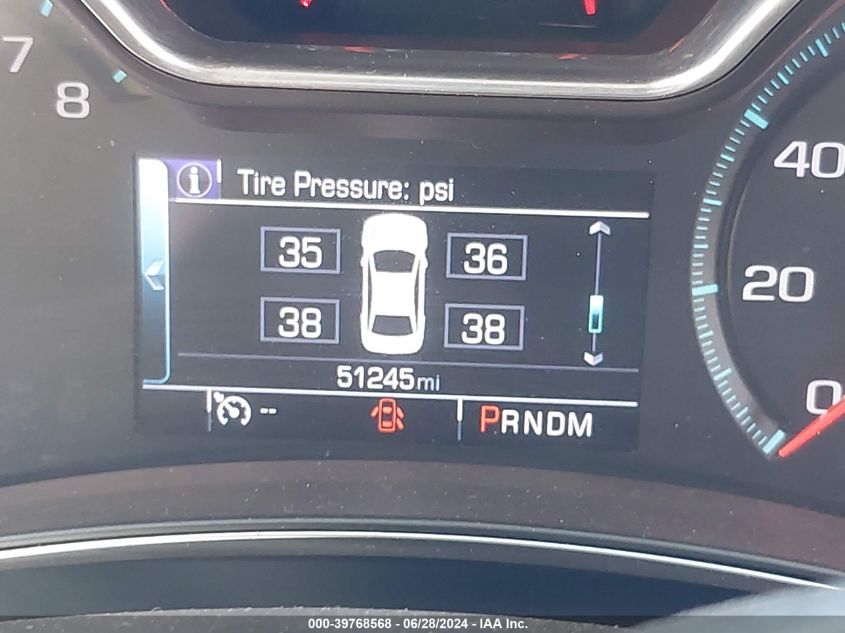 7
8
40
20
0
i Tire Pressure: psi
35 36
38 38
51245mi
-- PRNDM
000-39768568 - 06/28/2024 - IAA Inc.